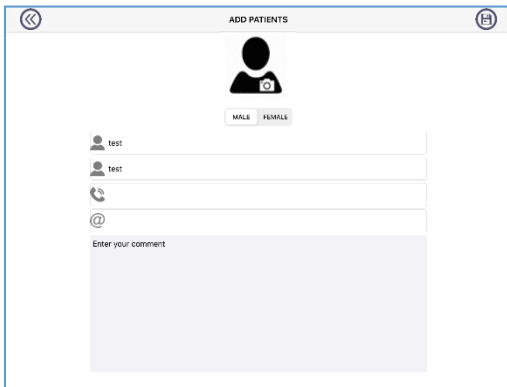 ADD PATIENTS
MALE FEMALE
test
test
@
Enter your comment